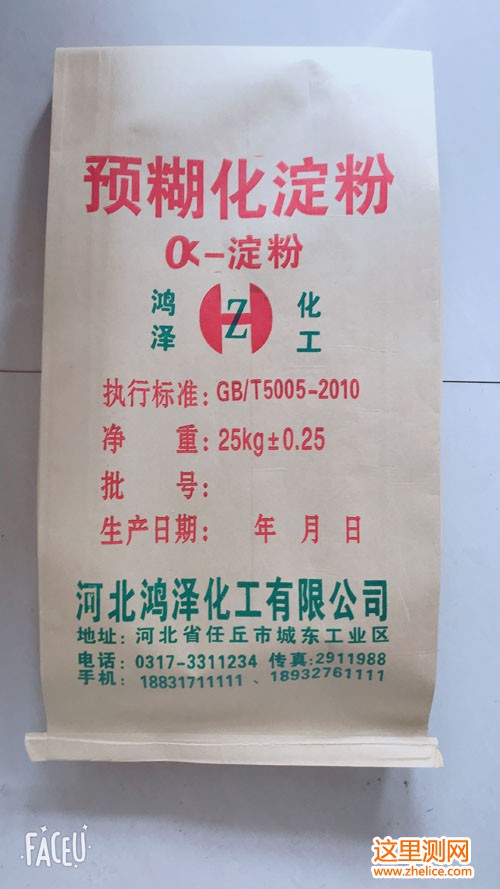 预糊化淀粉
α-淀粉
鸿泽 HZ 化工
执行标准：GB/T5005-2010
净 重：25kg±0.25
批 号：
生产日期： 年 月 日
河北鸿泽化工有限公司
地址：河北省任丘市城东工业区
电话：0317-3311234 传真：2911988
手机：18831711111、18932761111
FACEU
这里测网
www.zhelice.com